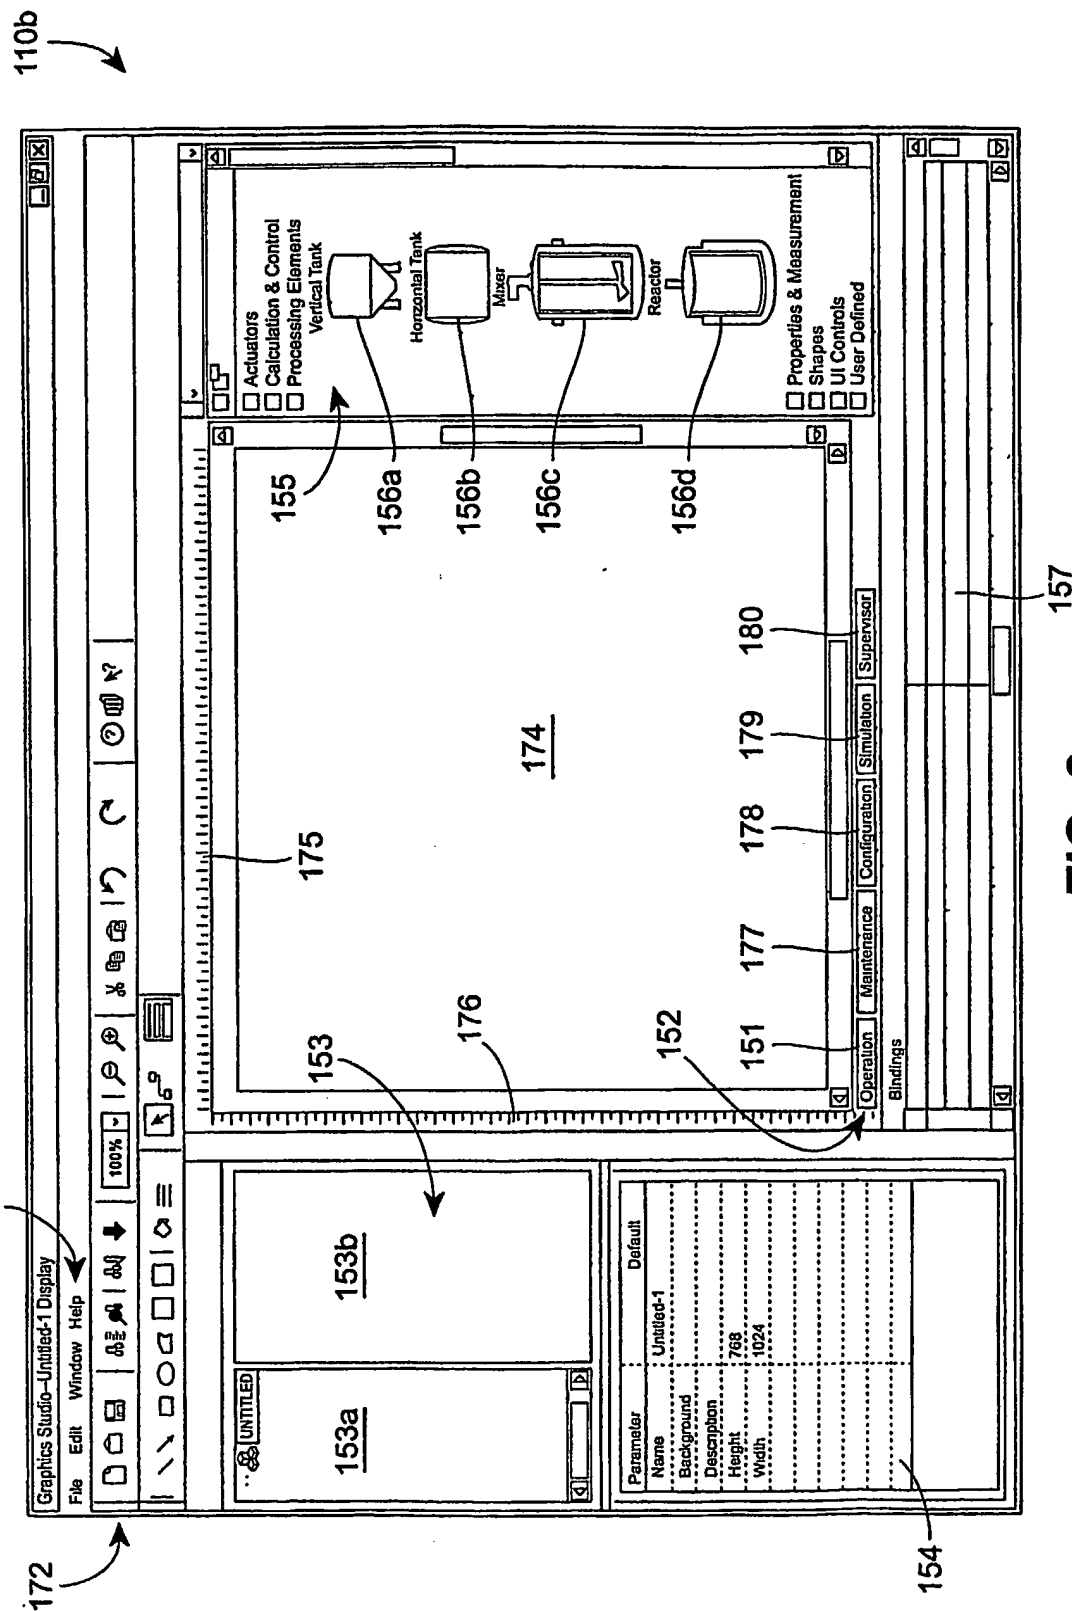 110b
172
Graphics Studio--Untitled-1 Display
File Edit Window Help
100%
UNTITLED
153a
153b
153
175
176
174
155
Actuators
Calculation & Control
Processing Elements
Vertical Tank
156a
Horizontal Tank
156b
Mixer
156c
Reactor
156d
Properties & Measurement
Shapes
UI Controls
User Defined
152
151
177
178
179
180
Operation Maintenance Configuration Simulation Supervisor
Bindings
157
Parameter Default
Name Untitled-1
Background
Description
Height 768
Width 1024
154